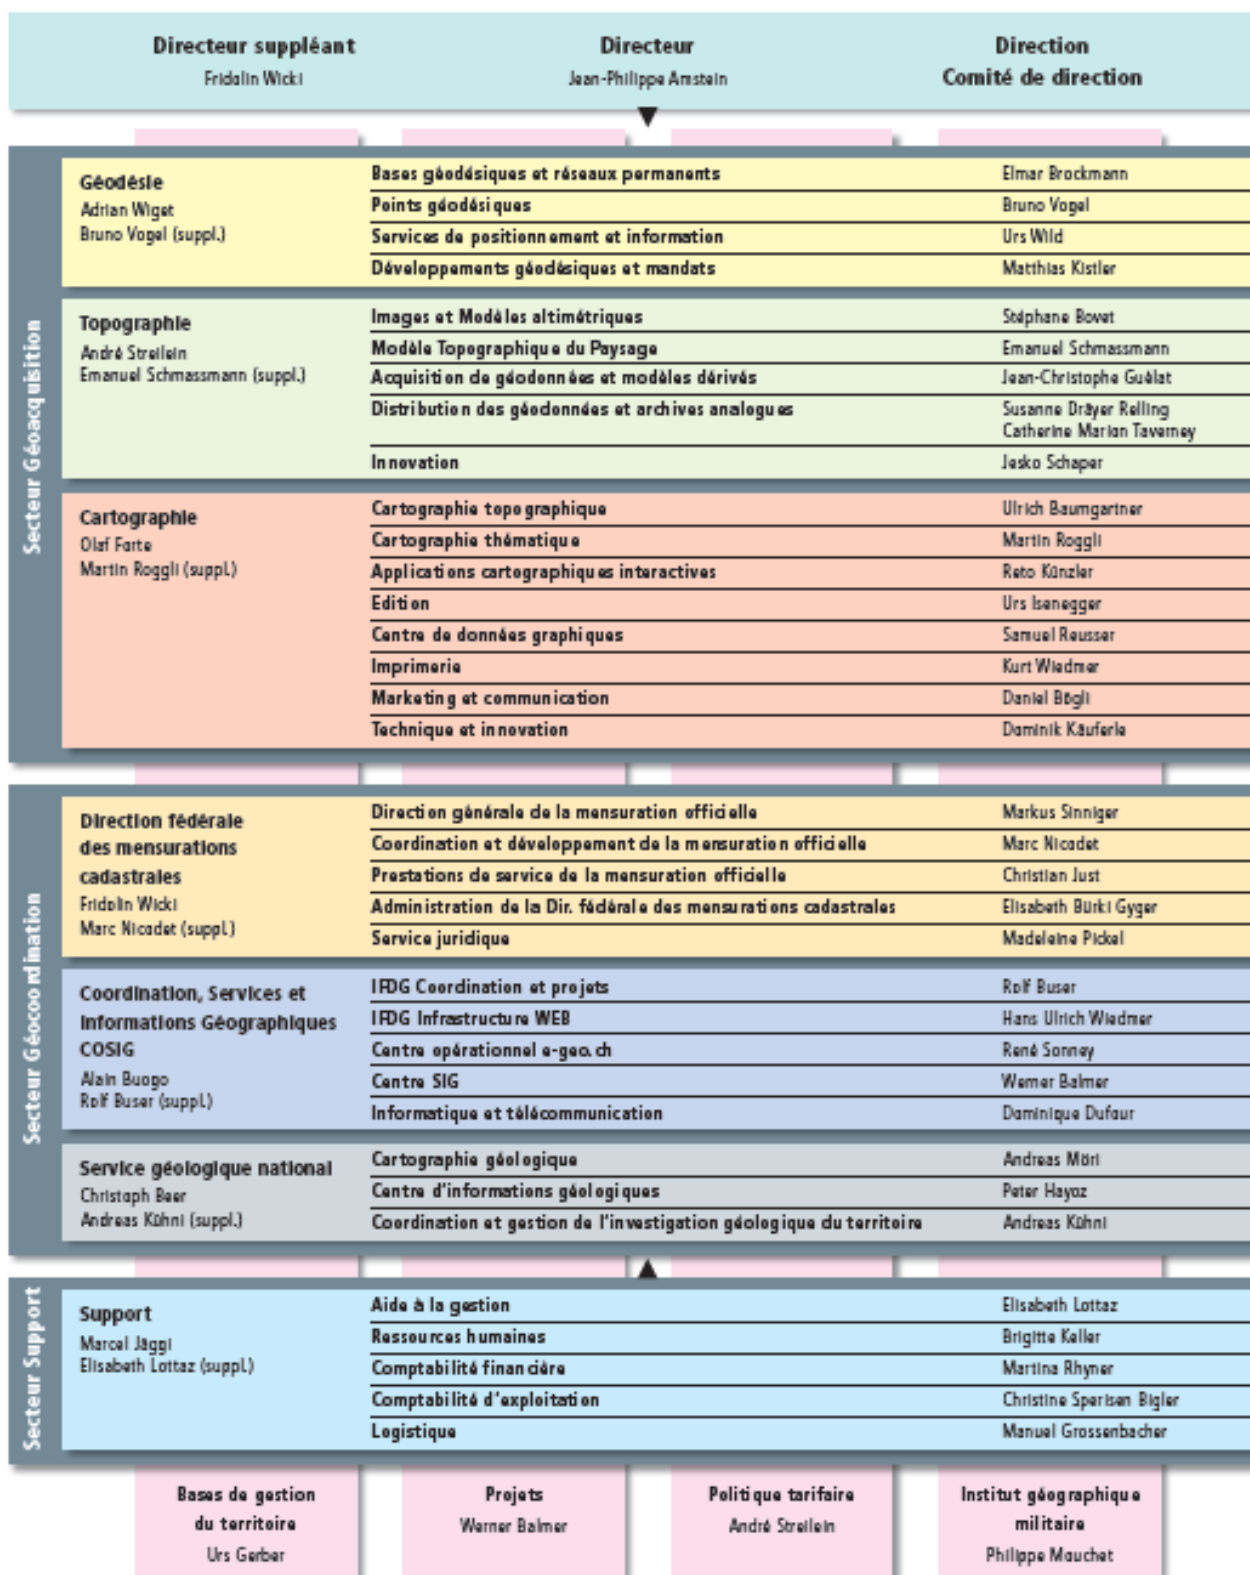 Directeur suppléant
Fridolin Wicki
Directeur
Jean-Philippe Amstein
Direction
Comité de direction
Secteur Géoacquisition
Géodésie
Adrian Wiget
Bruno Vogel (suppl.)
Bases géodésiques et réseaux permanents Elmar Brockmann
Points géodésiques Bruno Vogel
Services de positionnement et information Urs Wild
Développements géodésiques et mandats Matthias Kistler
Topographie
André Streilein
Emanuel Schmassmann (suppl.)
Images et Modèles altimétriques Stéphane Bovet
Modèle Topographique du Paysage Emanuel Schmassmann
Acquisition de géodonnées et modèles dérivés Jean-Christophe Guélat
Distribution des géodonnées et archives analogues Susanne Dräyer Relling
Catherine Marion Taverney
Innovation Jesko Schaper
Cartographie
Olaf Forte
Martin Roggli (suppl.)
Cartographie topographique Ulrich Baumgartner
Cartographie thématique Martin Roggli
Applications cartographiques interactives Reto Künzler
Edition Urs Isenegger
Centre de données graphiques Samuel Reusser
Imprimerie Kurt Wiedmer
Marketing et communication Daniel Bögli
Technique et innovation Dominik Käuferle
Secteur Géocoordination
Direction fédérale
des mensurations
cadastrales
Fridolin Wicki
Marc Nicodet (suppl.)
Direction générale de la mensuration officielle Markus Sinniger
Coordination et développement de la mensuration officielle Marc Nicodet
Prestations de service de la mensuration officielle Christian Just
Administration de la Dir. fédérale des mensurations cadastrales Elisabeth Bürki Gyger
Service juridique Madeleine Pickel
Coordination, Services et
Informations Géographiques
COSIG
Alain Buogo
Rolf Buser (suppl.)
IFDG Coordination et projets Rolf Buser
IFDG Infrastructure WEB Hans Ulrich Wiedmer
Centre opérationnel e-geo.ch René Sonney
Centre SIG Werner Balmer
Informatique et télécommunication Dominique Dufour
Service géologique national
Christoph Beer
Andreas Kühni (suppl.)
Cartographie géologique Andreas Möri
Centre d'informations géologiques Peter Hayoz
Coordination et gestion de l'investigation géologique du territoire Andreas Kühni
Secteur Support
Support
Marcel Jäggi
Elisabeth Lottaz (suppl.)
Aide à la gestion Elisabeth Lottaz
Ressources humaines Brigitte Keller
Comptabilité financière Martina Rhyner
Comptabilité d'exploitation Christine Sperisen Bigler
Logistique Manuel Grossenbacher
Bases de gestion
du territoire
Urs Gerber
Projets
Werner Balmer
Politique tarifaire
André Streilein
Institut géographique
militaire
Philippe Mouchet